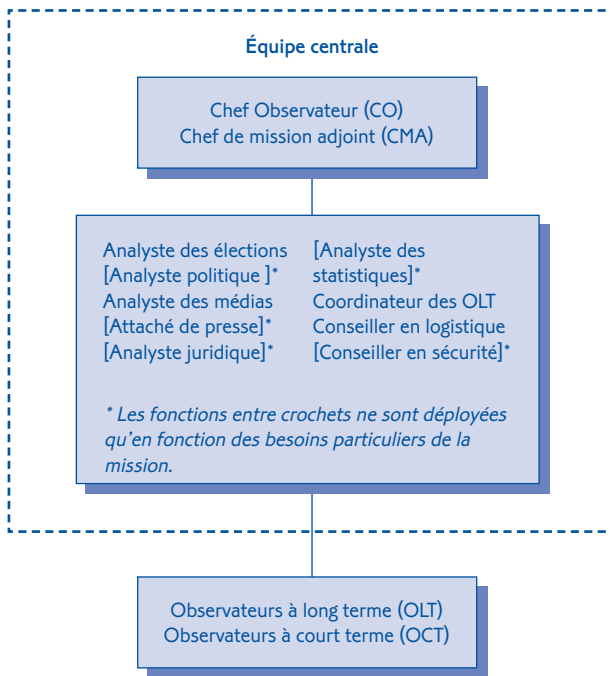 Équipe centrale
Chef Observateur (CO)
Chef de mission adjoint (CMA)
Analyste des élections
[Analyste politique ]*
Analyste des médias
[Attaché de presse]*
[Analyste juridique]*
[Analyste des
statistiques]*
Coordinateur des OLT
Conseiller en logistique
[Conseiller en sécurité]*
* Les fonctions entre crochets ne sont déployées
qu'en fonction des besoins particuliers de la
mission.
Observateurs à long terme (OLT)
Observateurs à court terme (OCT)